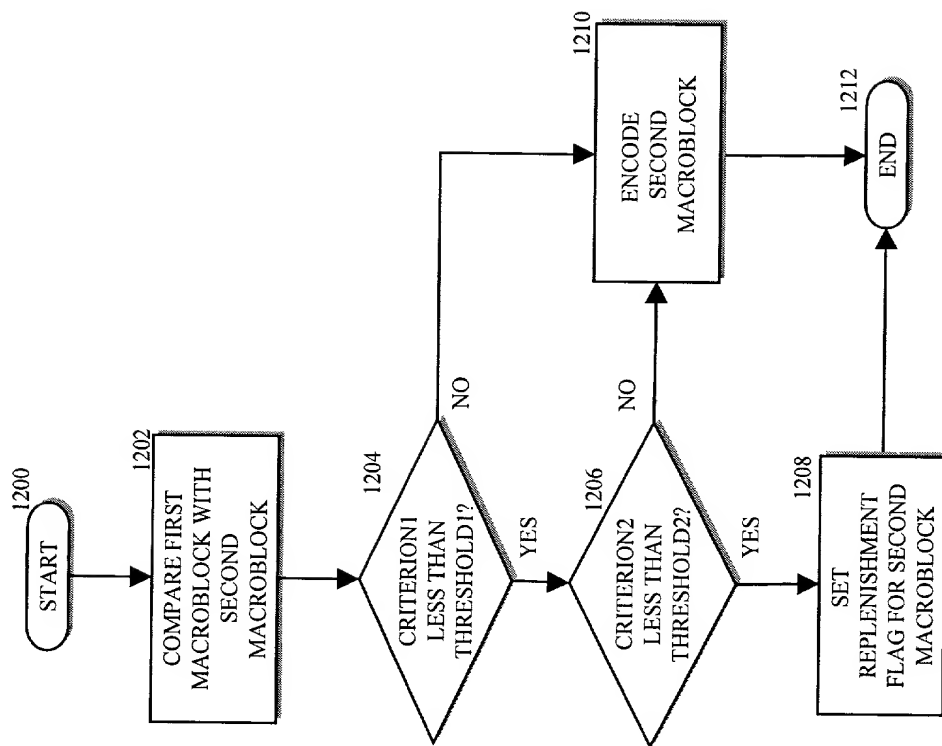 START
1200
COMPARE FIRST
MACROBLOCK WITH
SECOND
MACROBLOCK
1202
CRITERION1
LESS THAN
THRESHOLD1?
1204
NO
YES
CRITERION2
LESS THAN
THRESHOLD2?
1206
NO
YES
SET
REPLENISHMENT
FLAG FOR SECOND
MACROBLOCK
1208
ENCODE
SECOND
MACROBLOCK
1210
END
1212